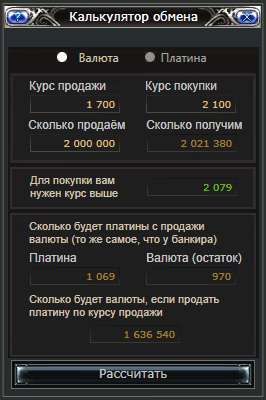 Калькулятор обмена
Валюта Платина
Курс продажи Курс покупки
1 700 2 100
Сколько продаём Сколько получим
2 000 000 2 021 380
Для покупки вам
нужен курс выше
2 079
Сколько будет платины с продажи
валюты (то же самое, что у банкира)
Платина Валюта (остаток)
1 069 970
Сколько будет валюты, если продать
платину по курсу продажи
1 636 540
Рассчитать